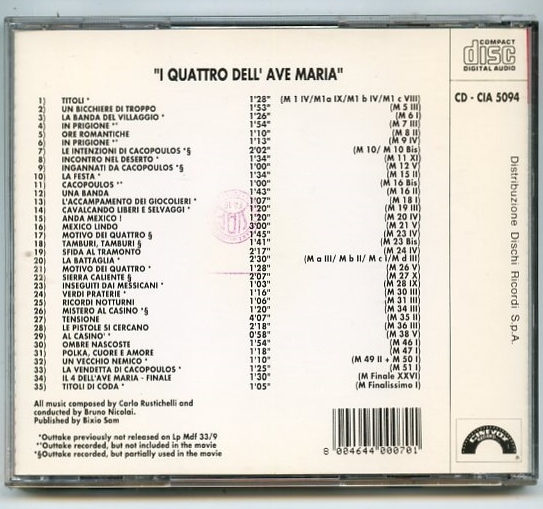 COMPACT
disc
DIGITAL AUDIO
"I QUATTRO DELL' AVE MARIA"
CD - CIA 5094
1) TITOLI * 1'28" (M 1 IV/M1a IX/M1 b IV/M1 c VIII)
2) UN BICCHIERE DI TROPPO 1'53" (M 5 III)
3) LA BANDA DEL VILLAGGIO * 1'26" (M 6 I)
4) IN PRIGIONE *° 1'54" (M 7 III)
5) ORE ROMANTICHE 1'10" (M 8 II)
6) IN PRIGIONE *° 1'13" (M 9 IV)
7) LE INTENZIONI DI CACOPOULOS *§ 2'02" (M 10/ M 10 Bis)
8) INCONTRO NEL DESERTO * 1'34" (M 11 XI)
9) INGANNATI DA CACOPOULOS *§ 1'00" (M 12 V)
10) LA FESTA * 1'34" (M 15 II)
11) CACOPOULOS *° 1'00" (M 16 Bis)
12) UNA BANDA 1'43" (M 16 II)
13) L'ACCAMPAMENTO DEI GIOCOLIERI * 1'07" (M 18 I)
14) CAVALCANDO LIBERI E SELVAGGI * 1'20" (M 19 III)
15) ANDA MEXICO ! 1'20" (M 20 IV)
16) MEXICO LINDO 3'00" (M 21 V)
17) MOTIVO DEI QUATTRO § 1'45" (M 23 IV)
18) TAMBURI, TAMBURI § 1'41" (M 23 Bis)
19) SFIDA AL TRAMONTO 2'17" (M 24 IV)
20) LA BATTAGLIA * 2'30" (M a III/ M b II/ M c I/M d III)
21) MOTIVO DEI QUATTRO * 1'28" (M 26 V)
22) SIERRA CALIENTE § 2'07" (M 27 X)
23) INSEGUITI DAI MESSICANI * 1'03" (M 28 IX)
24) VERDI PRATERIE * 1'16" (M 30 III)
25) RICORDI NOTTURNI 1'06" (M 31 III)
26) MISTERO AL CASINO *§ 1'20" (M 34 III)
27) TENSIONE 4'07" (M 35 II)
28) LE PISTOLE SI CERCANO 2'18" (M 36 III)
29) AL CASINO' * 0'58" (M 38 V)
30) OMBRE NASCOSTE 1'54" (M 46 I)
31) POLKA, CUORE E AMORE 1'18" (M 47 I)
32) UN VECCHIO NEMICO * 1'10" (M 49 II + M 50 I)
33) LA VENDETTA DI CACOPOULOS * 1'25" (M 51 I)
34) IL 4 DELL'AVE MARIA - FINALE 1'30" (M Finale XXVI)
35) TITOLI DI CODA * 1'05" (M Finalissimo I)
All music composed by Carlo Rustichelli and
conducted by Bruno Nicolai.
Published by Bixio Sam
*Outtake previously not released on Lp Mdf 33/9
*°Outtake recorded, but not included in the movie
*§Outtake recorded, but partially used in the movie
8 004644 000701
CINEVOX
RECORD
Distribuzione Dischi Ricordi S.p.A.